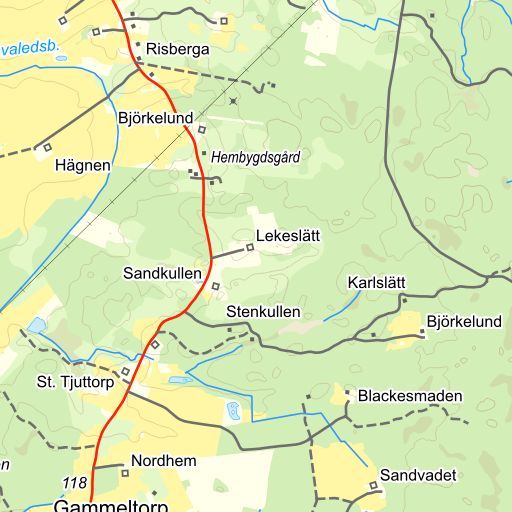 valedsb.
Risberga
Björkelund
Hembygdsgård
Hägnen
Lekeslätt
Sandkullen
Karlslätt
Stenkullen
Björkelund
St. Tjuttorp
Blackesmaden
Nordhem
Sandvadet
118
Gammeltorp